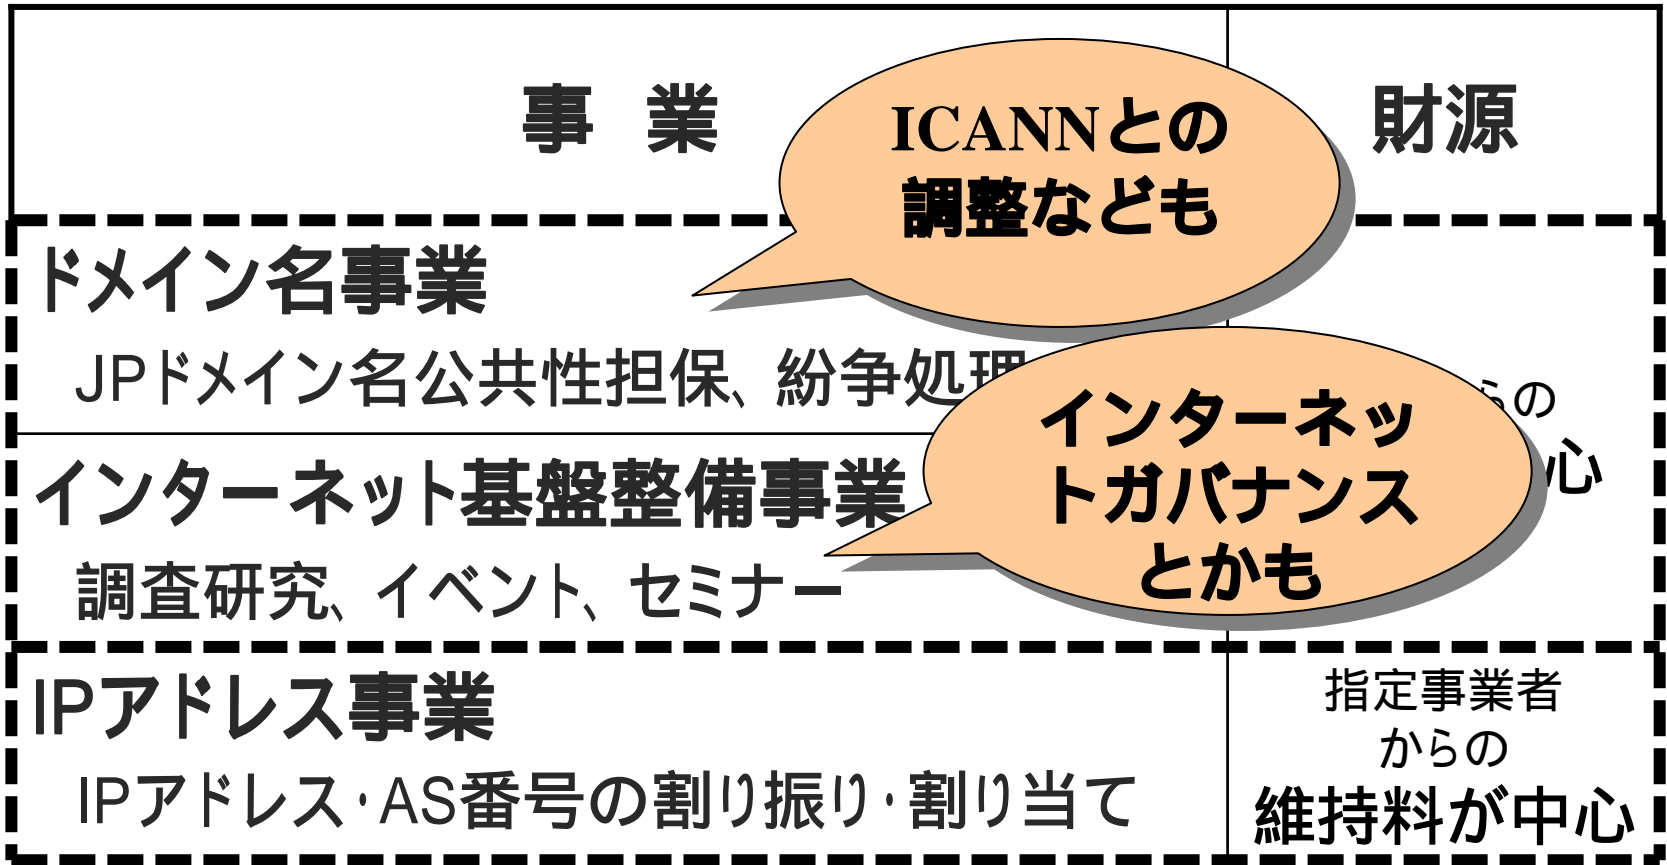 事 業
財源
ICANNとの
調整なども
ドメイン名事業
JPドメイン名公共性担保、紛争処理
らの
心
インターネッ
トガバナンス
とかも
インターネット基盤整備事業
調査研究、イベント、セミナー
IPアドレス事業
IPアドレス・AS番号の割り振り・割り当て
指定事業者
からの
維持料が中心